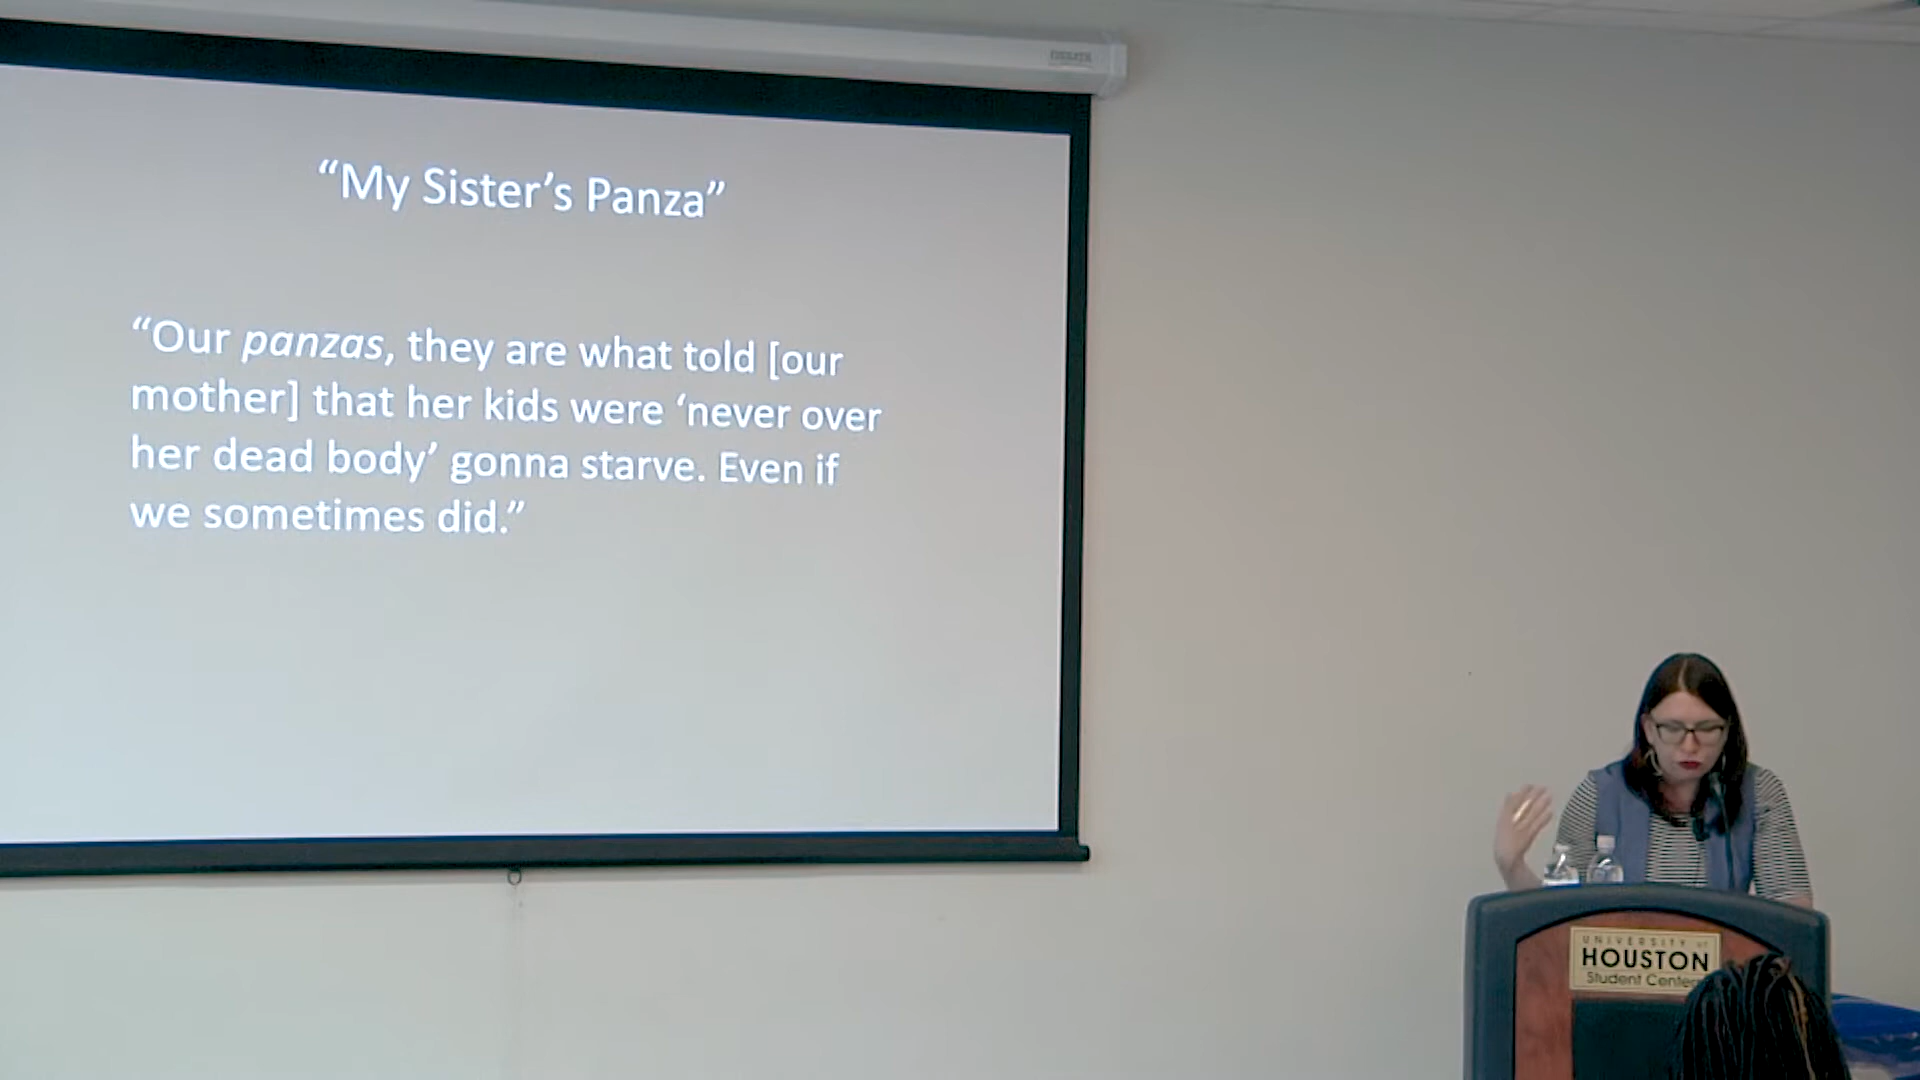 “My Sister’s Panza”
“Our panzas, they are what told [our
mother] that her kids were ‘never over
her dead body’ gonna starve. Even if
we sometimes did.”
UNIVERSITY of
HOUSTON
Student Center